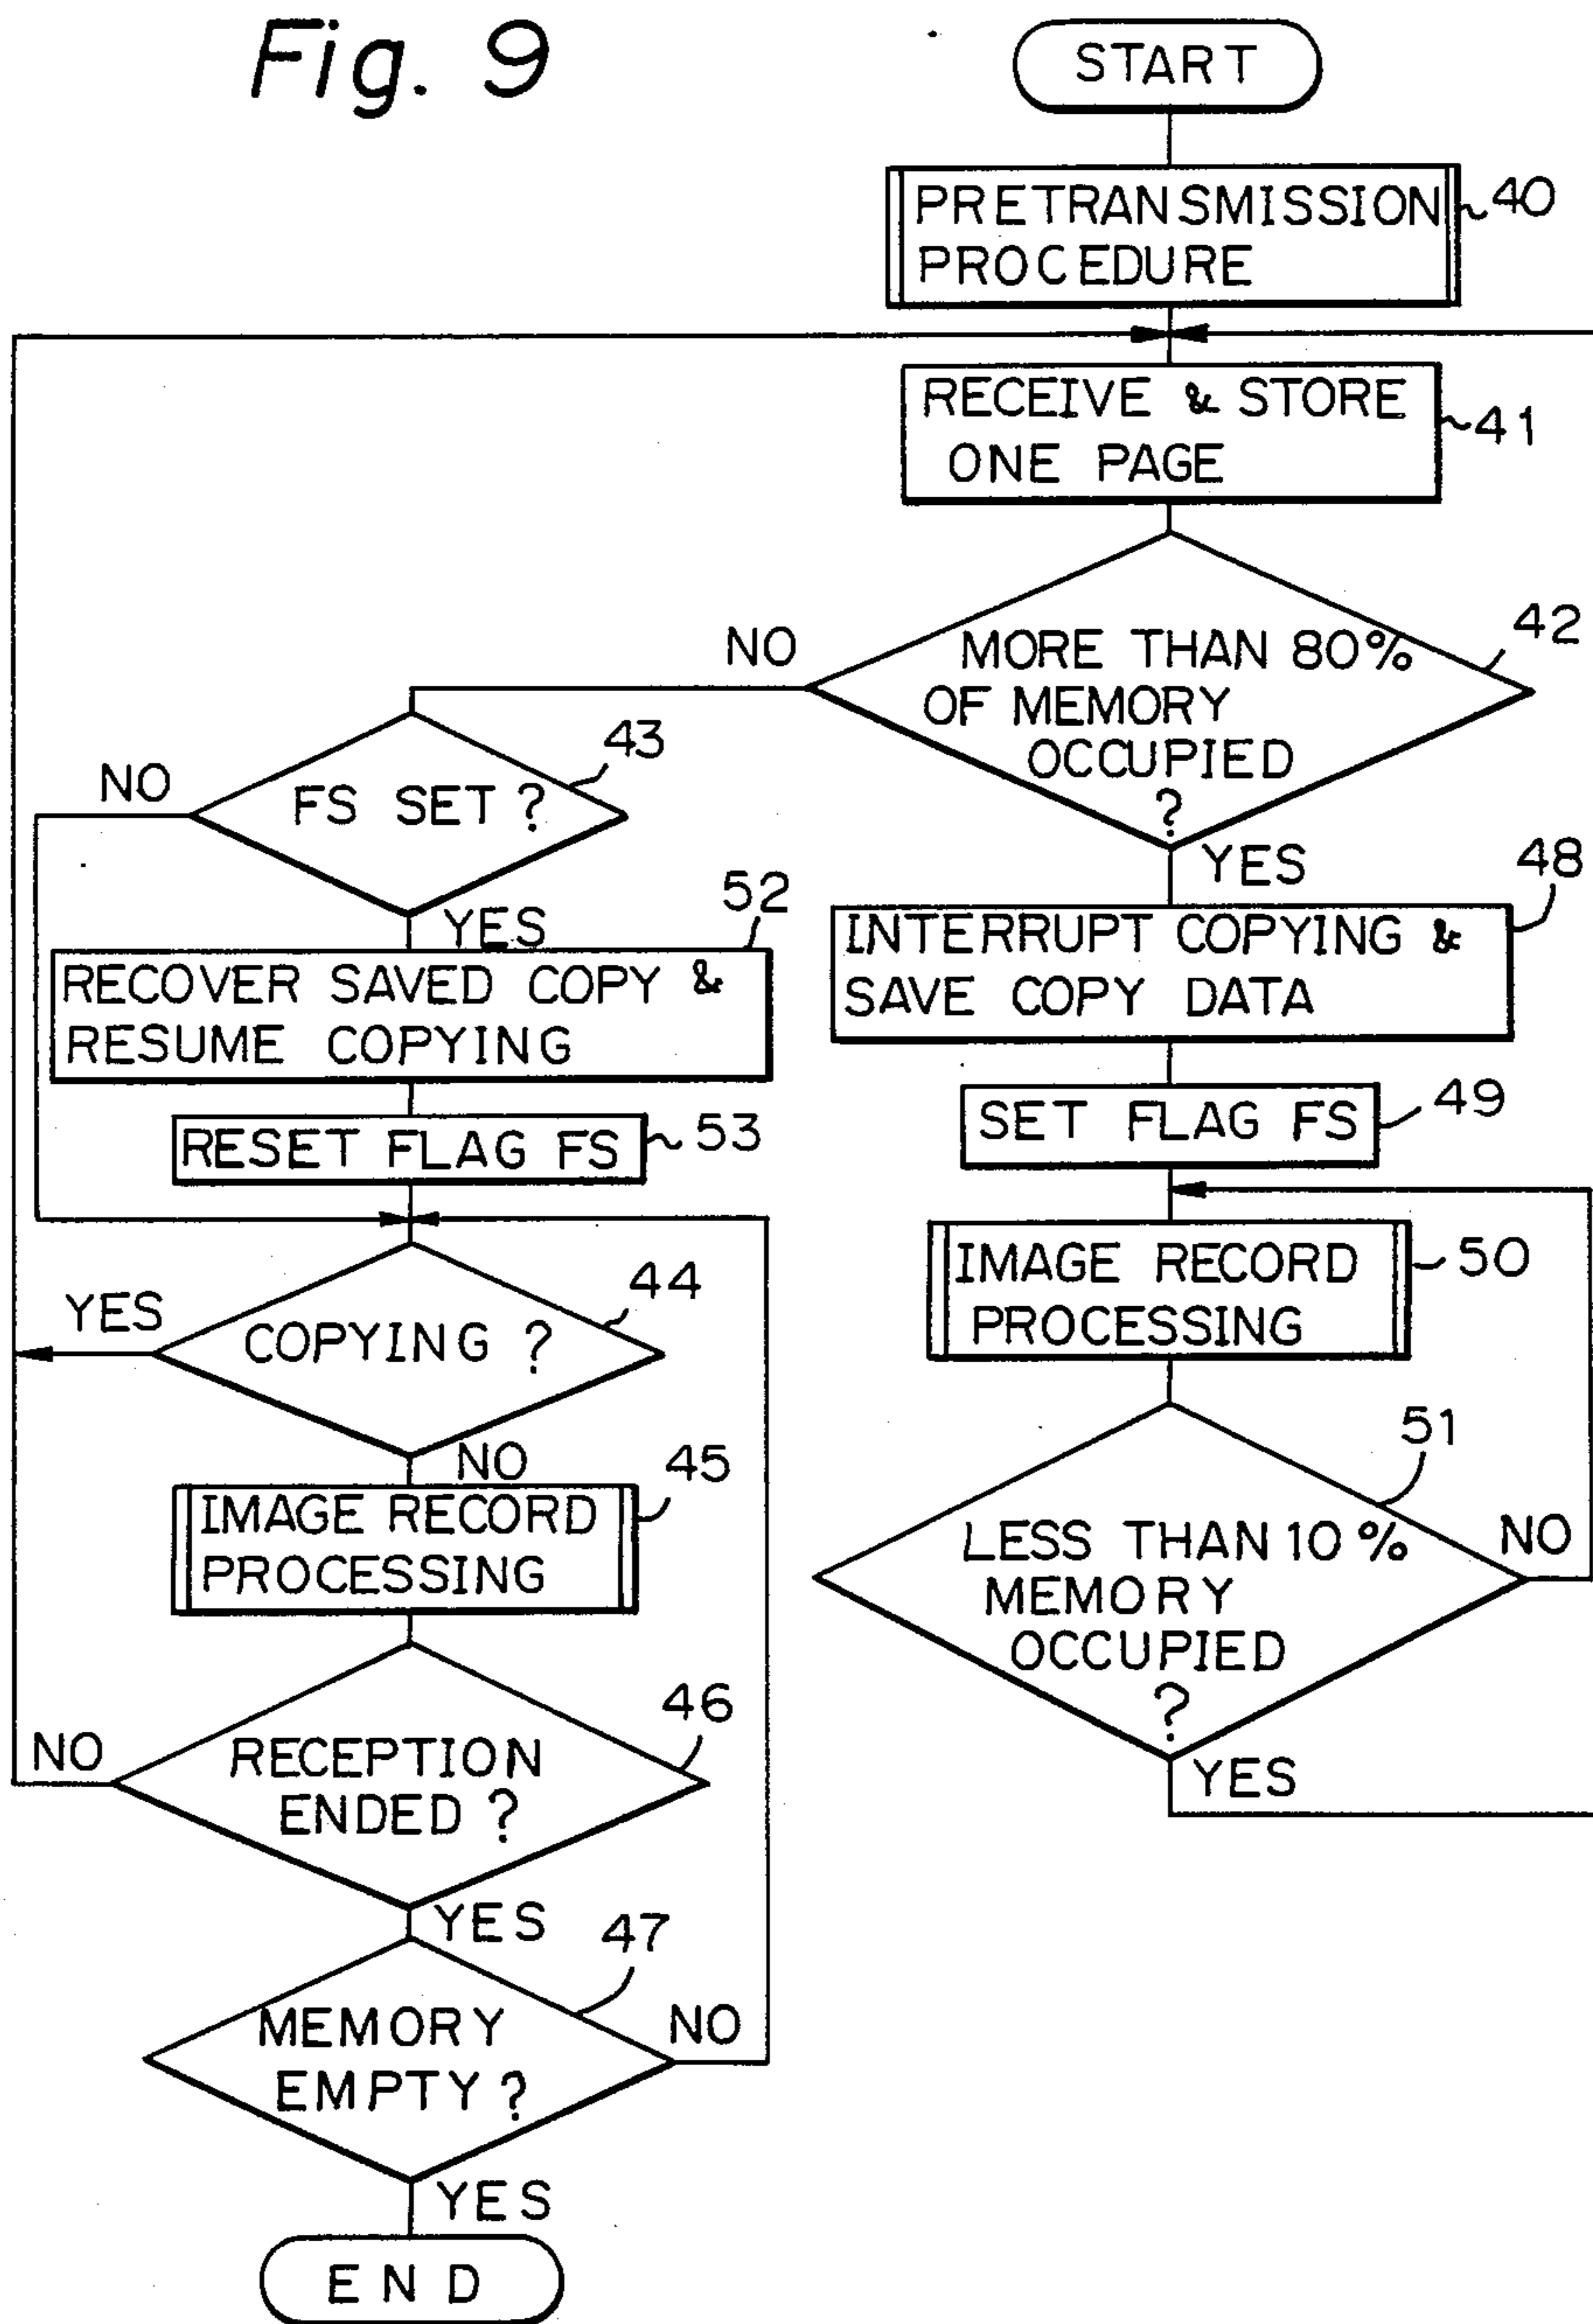 Fig. 9
START
PRETRANSMISSION
PROCEDURE
40
RECEIVE & STORE
ONE PAGE
41
MORE THAN 80%
OF MEMORY
OCCUPIED
?
42
NO
YES
FS SET ?
43
NO
YES
RECOVER SAVED COPY &
RESUME COPYING
52
RESET FLAG FS
53
COPYING ?
44
YES
NO
IMAGE RECORD
PROCESSING
45
RECEPTION
ENDED ?
46
NO
YES
MEMORY
EMPTY ?
47
NO
YES
END
INTERRUPT COPYING &
SAVE COPY DATA
48
SET FLAG FS
49
IMAGE RECORD
PROCESSING
50
LESS THAN 10%
MEMORY
OCCUPIED
?
51
NO
YES